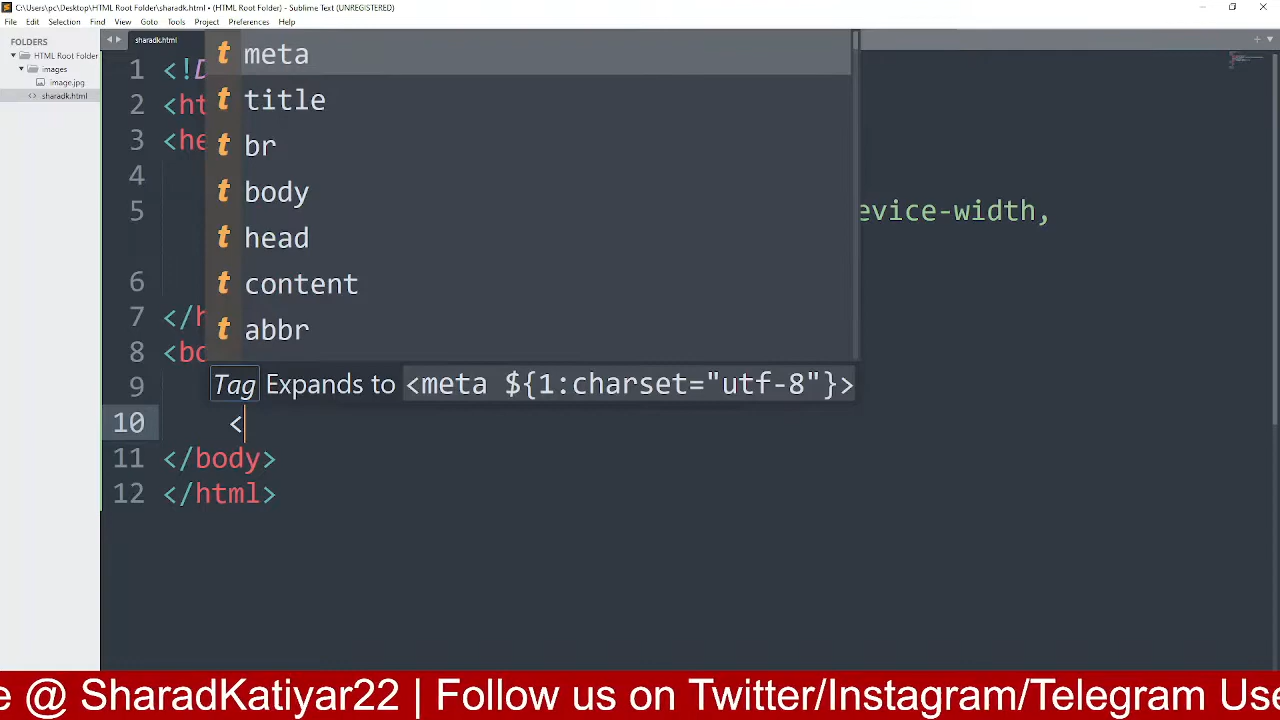 C:\Users\pc\Desktop\HTML Root Folder\sharadk.html • (HTML Root Folder) - Sublime Text (UNREGISTERED)
File Edit Selection Find View Goto Tools Project Preferences Help
FOLDERS
HTML Root Folder
images
image.jpg
sharadk.html
sharadk.html
1 <!D
2 <ht
3 <he
4
5 evice-width,
6
7 </h
8 <bo
9
10 <
11 </body>
12 </html>
t meta
t title
t br
t body
t head
t content
t abbr
Tag Expands to <meta ${1:charset="utf-8"}>
e @ SharadKatiyar22 | Follow us on Twitter/Instagram/Telegram Use